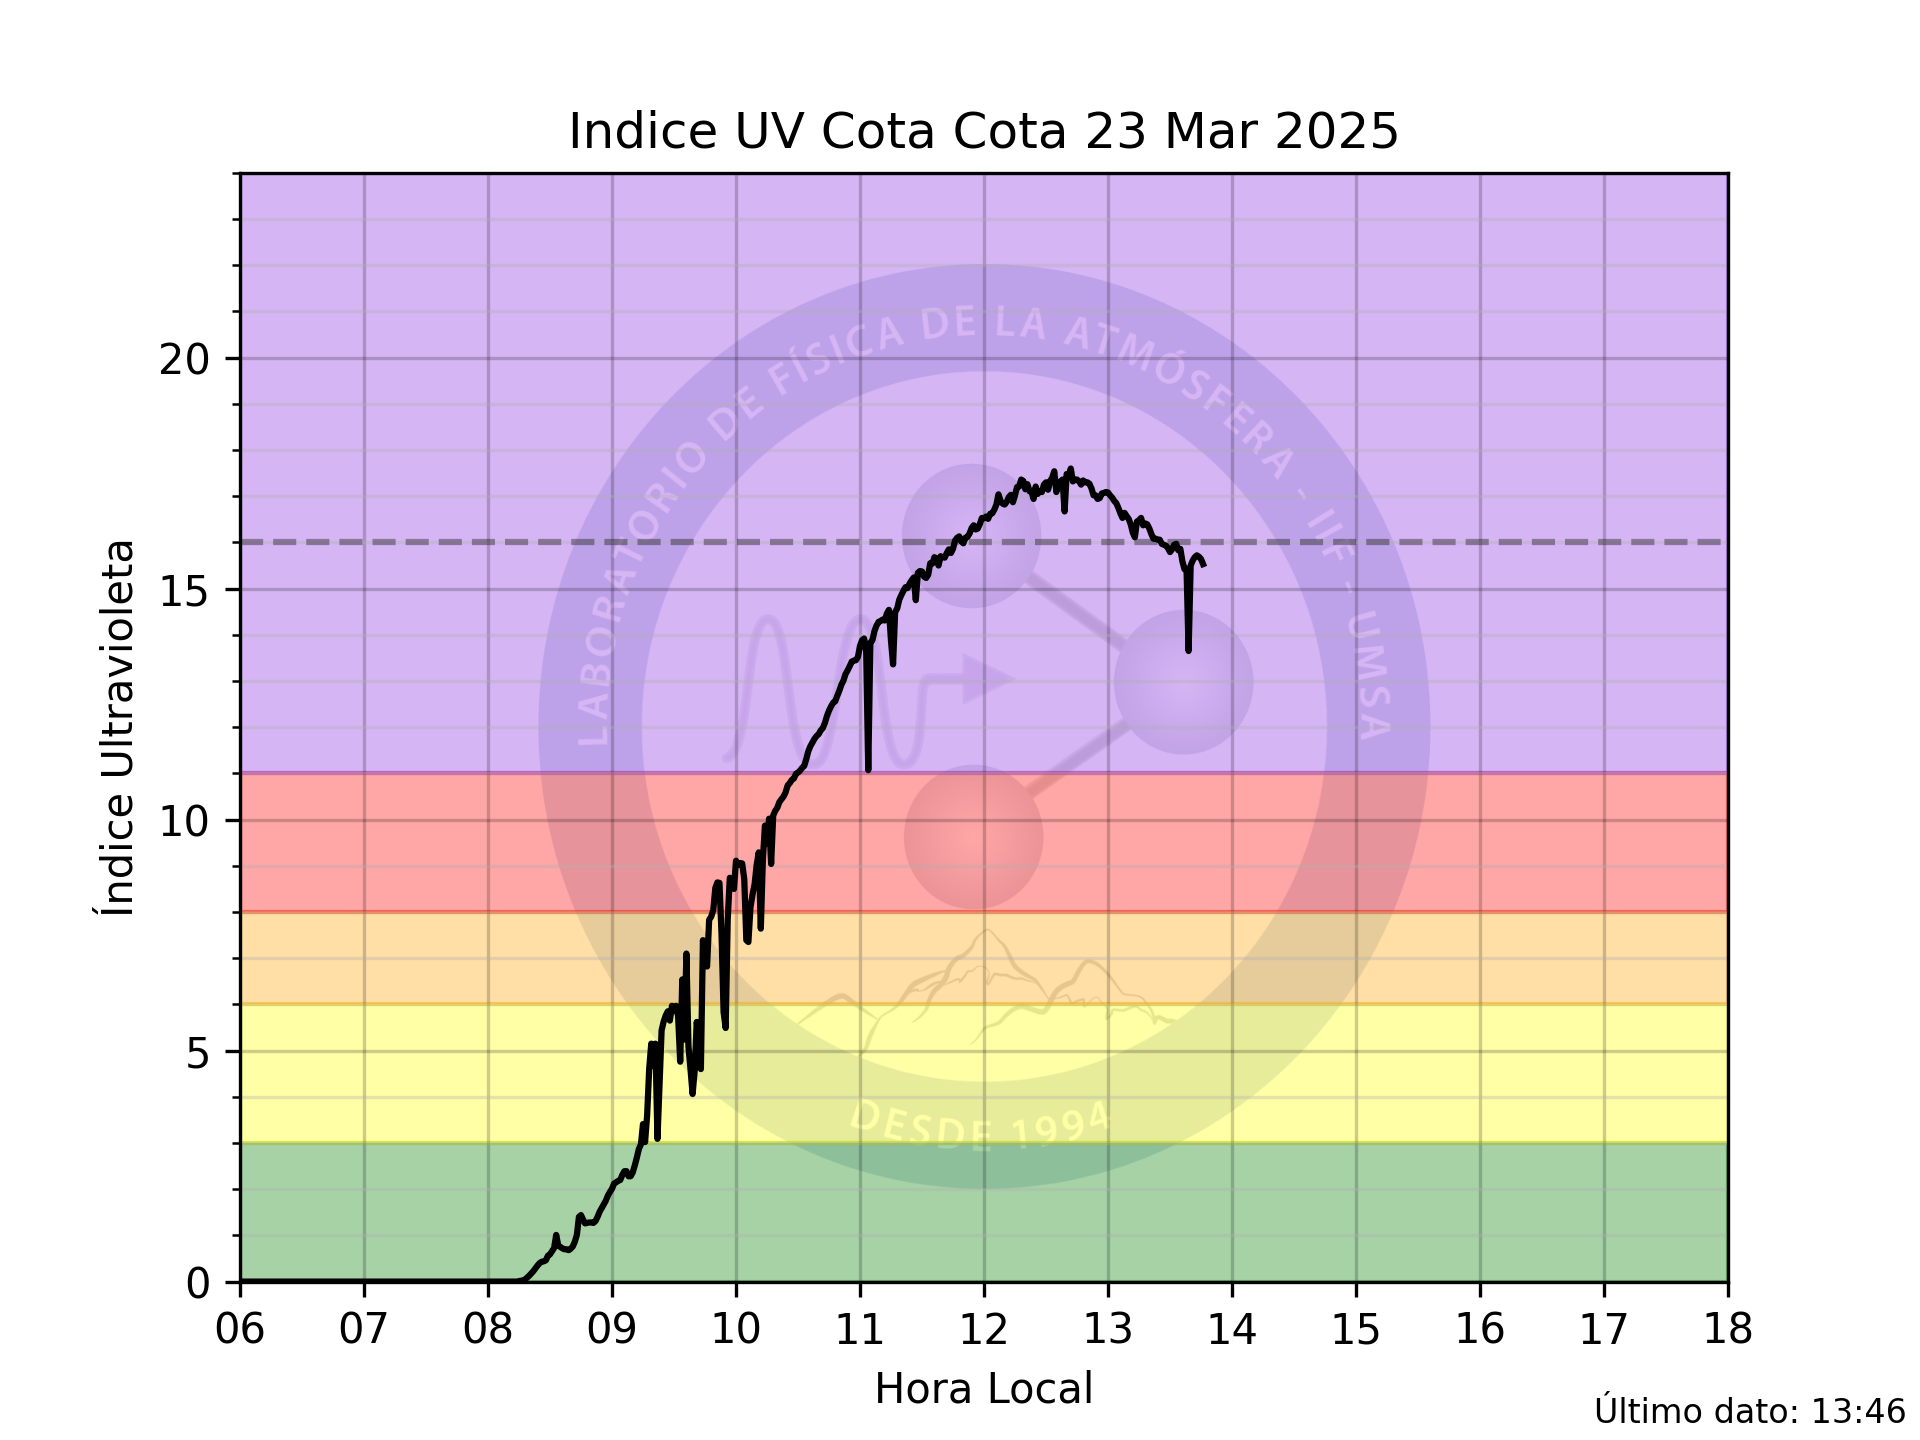 Indice UV Cota Cota 23 Mar 2025
LABORATORIO DE FÍSICA DE LA ATMÓSFERA - IIF - UMSA
20
15
10
5
0
Índice Ultravioleta
DESDE 1994
06 07 08 09 10 11 12 13 14 15 16 17 18
Hora Local
Último dato: 13:46